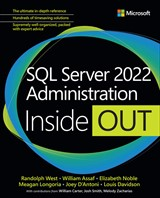 Microsoft
The ultimate in-depth reference
Hundreds of timesaving solutions
Supremely well-organized, packed
with expert advice
SQL Server 2022
Administration
Inside OUT
Randolph West • William Assaf • Elizabeth Noble
Meagan Longoria • Joey D'Antoni • Louis Davidson
With contributions from William Carter, Josh Smith, Melody Zacharias